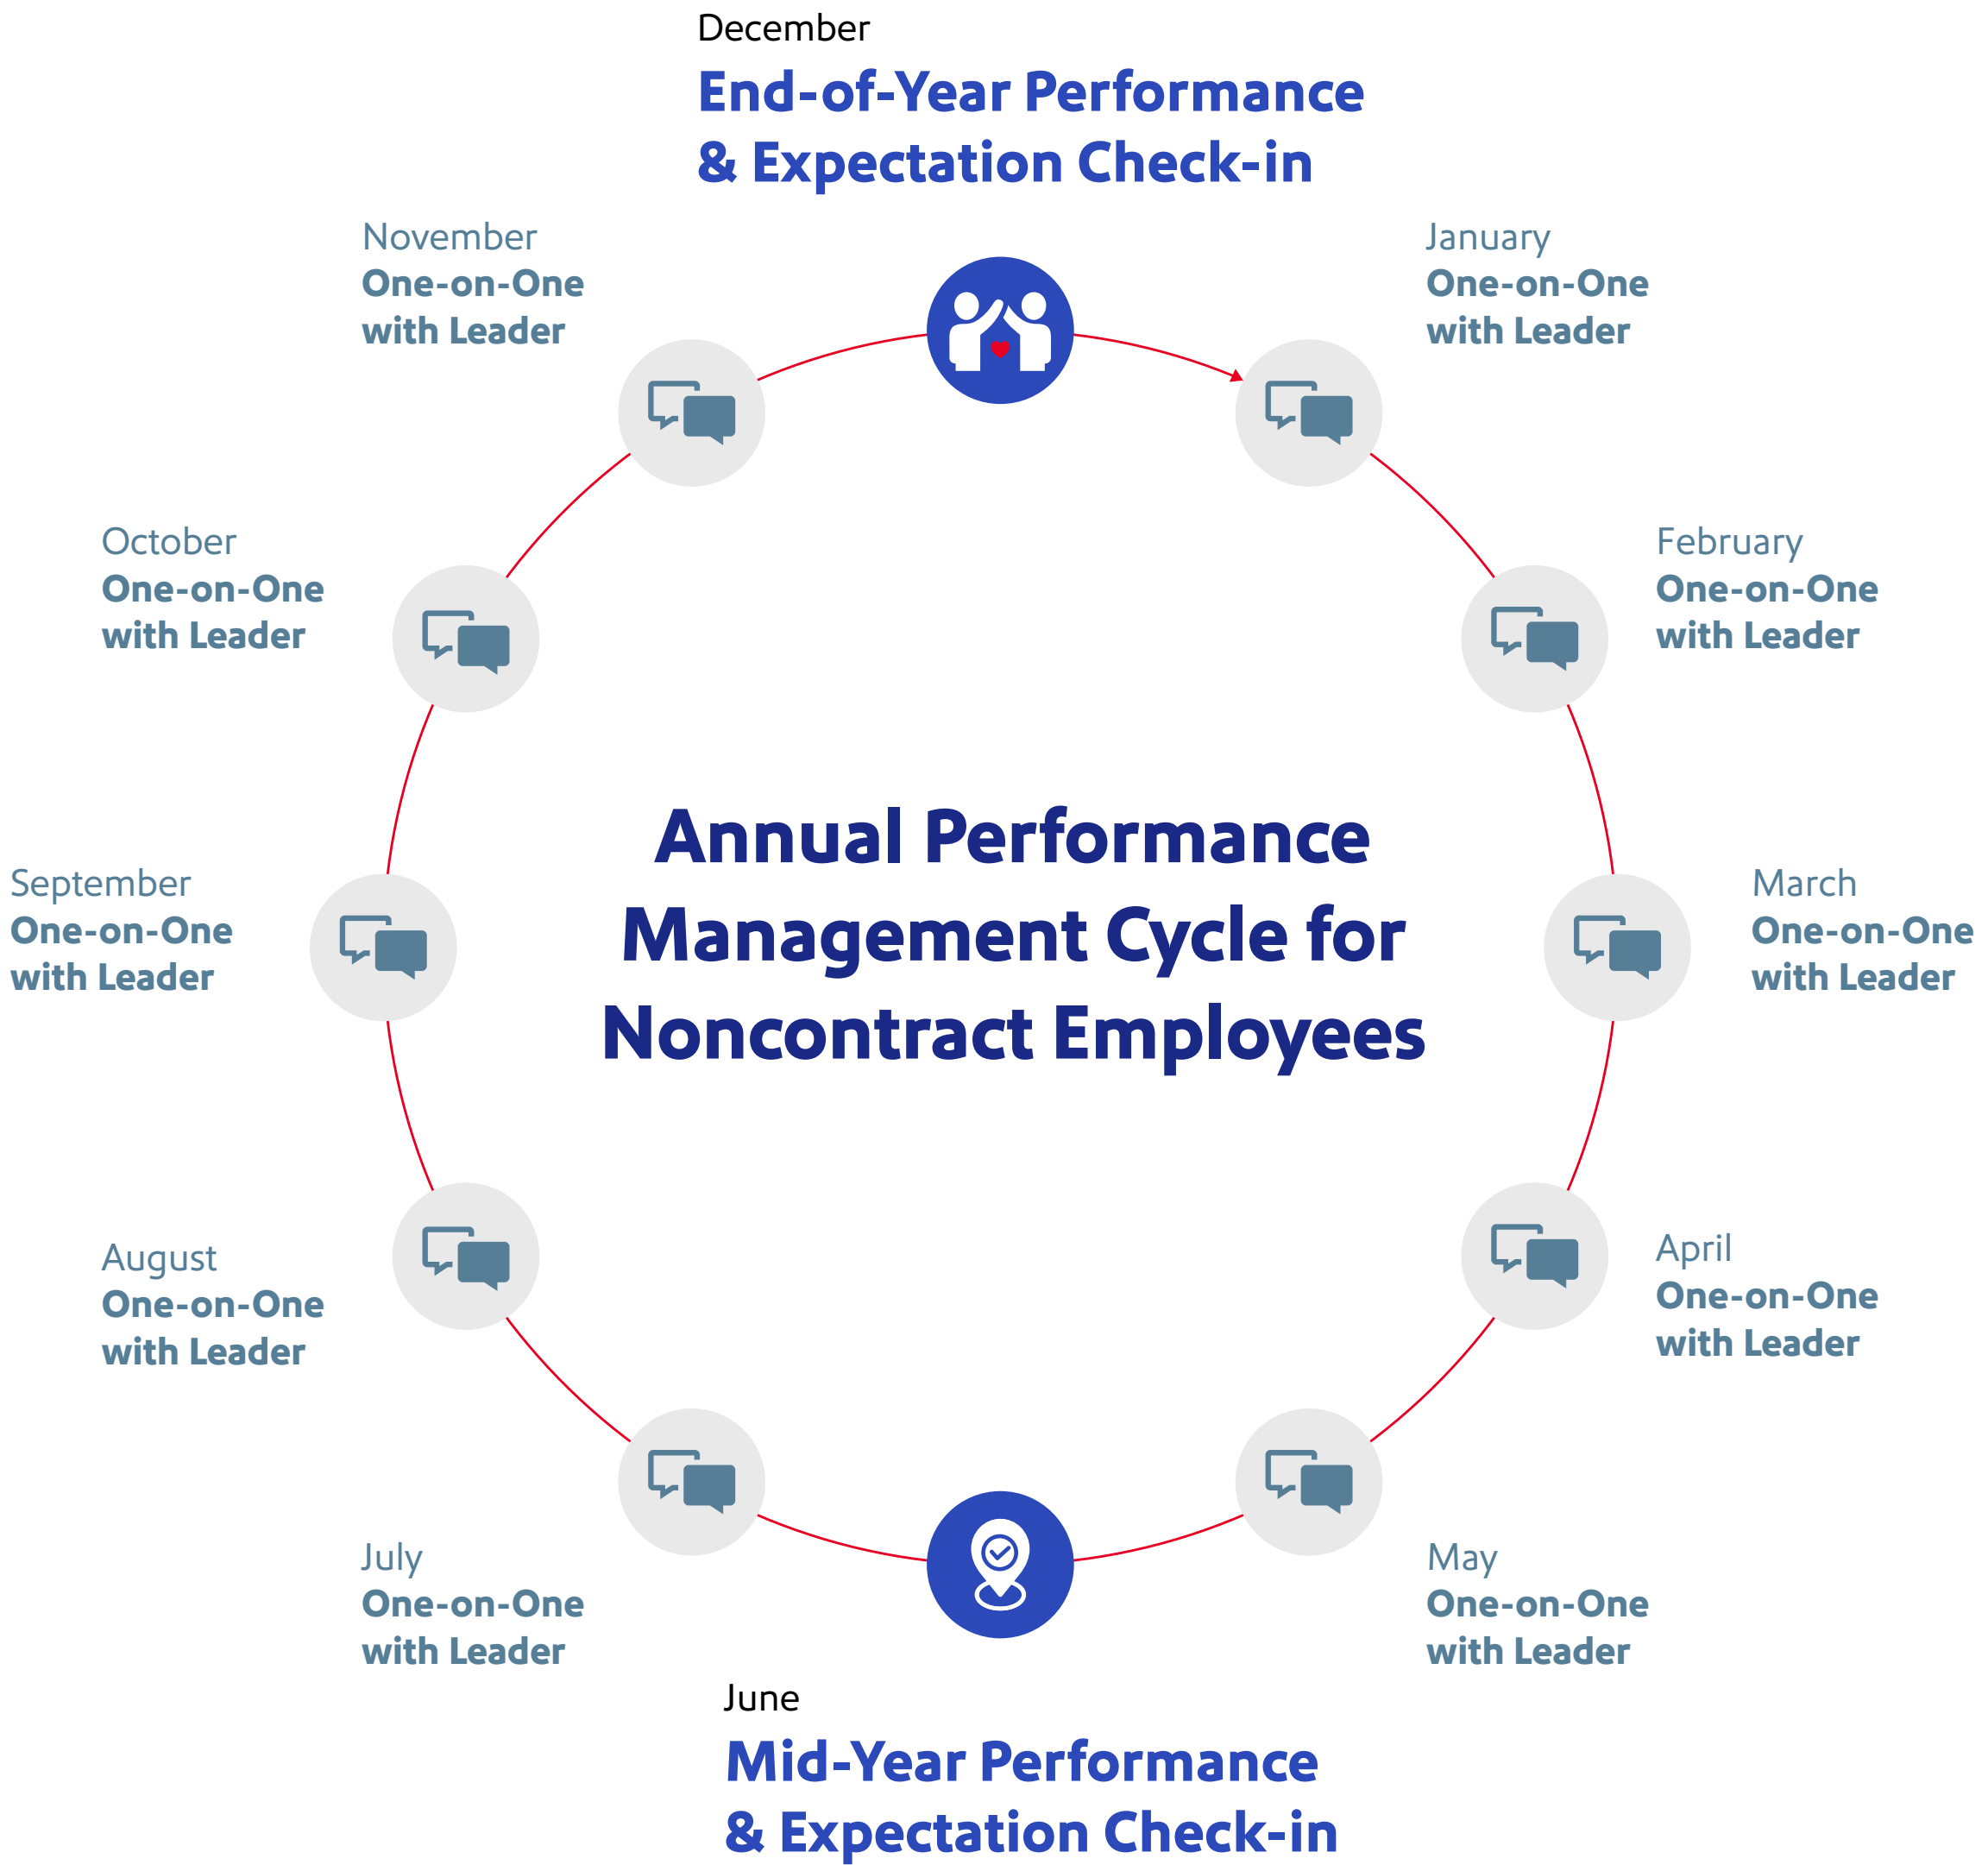 December
End-of-Year Performance
& Expectation Check-in
January
One-on-One
with Leader
February
One-on-One
with Leader
March
One-on-One
with Leader
April
One-on-One
with Leader
May
One-on-One
with Leader
June
Mid-Year Performance
& Expectation Check-in
July
One-on-One
with Leader
August
One-on-One
with Leader
September
One-on-One
with Leader
October
One-on-One
with Leader
November
One-on-One
with Leader
Annual Performance
Management Cycle for
Noncontract Employees